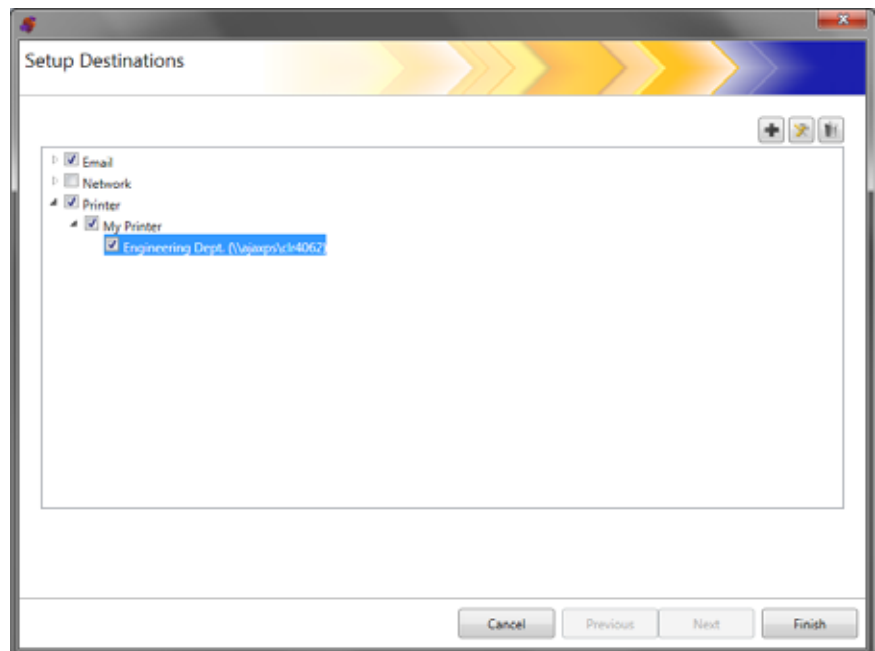 Setup Destinations
Email
Network
Printer
My Printer
Engineering Dept. (\\ajaxps\clr4062)
Cancel Previous Next Finish